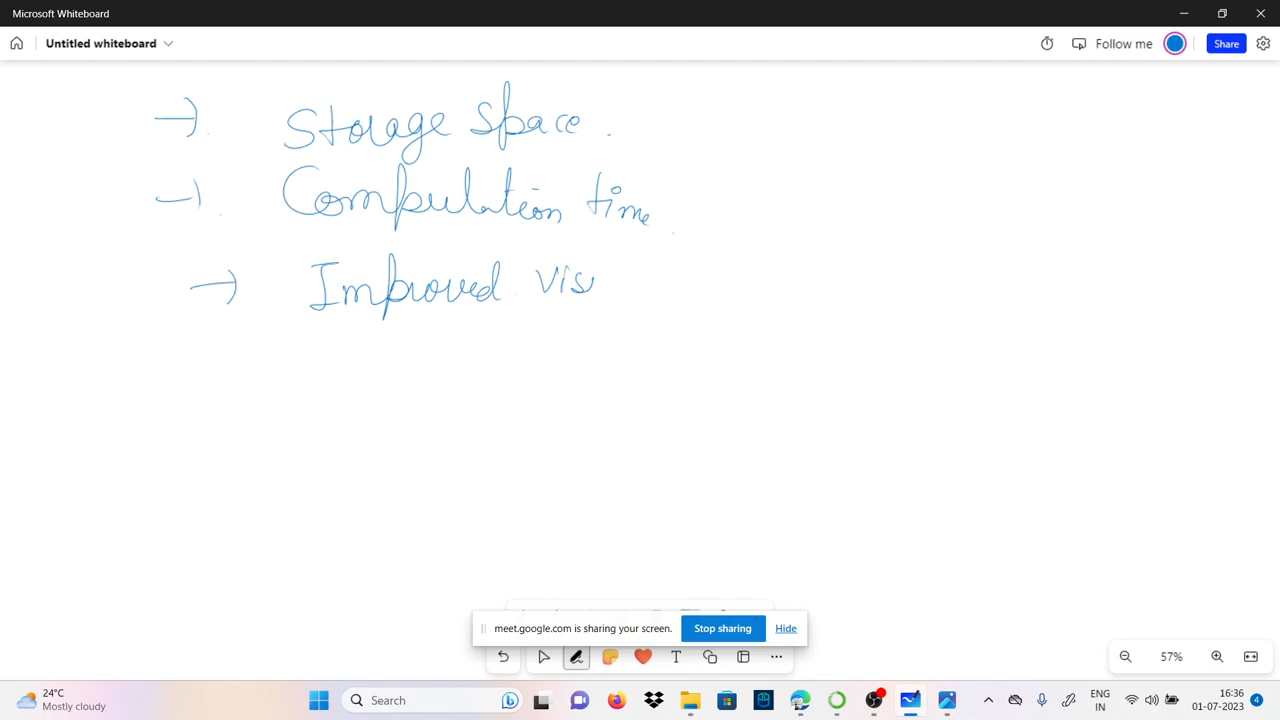 Microsoft Whiteboard
Untitled whiteboard
Follow me
Share
→ Storage space.
→ Computation time
→ Improved vis
meet.google.com is sharing your screen.
Stop sharing
Hide
57%
24°C
Mostly cloudy
Search
ENG
IN
16:36
01-07-2023
4